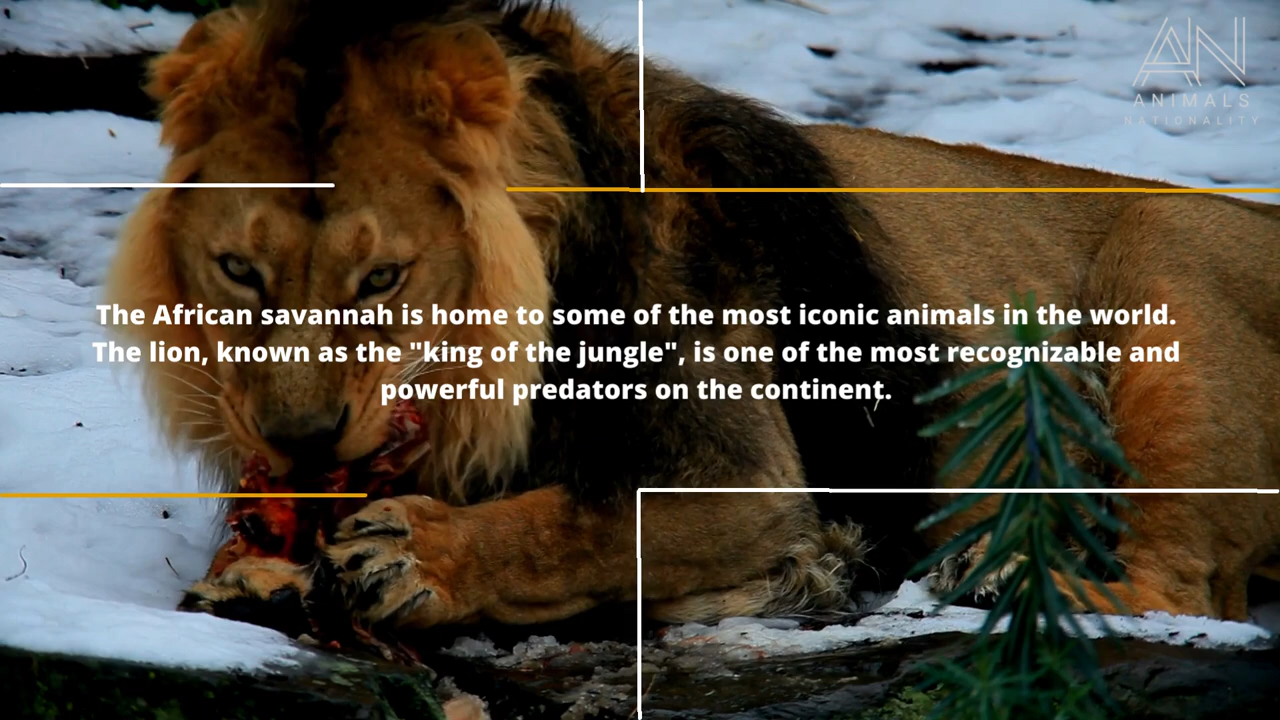 AN
ANIMALS
NATIONALITY
The African savannah is home to some of the most iconic animals in the world.
The lion, known as the "king of the jungle", is one of the most recognizable and
powerful predators on the continent.